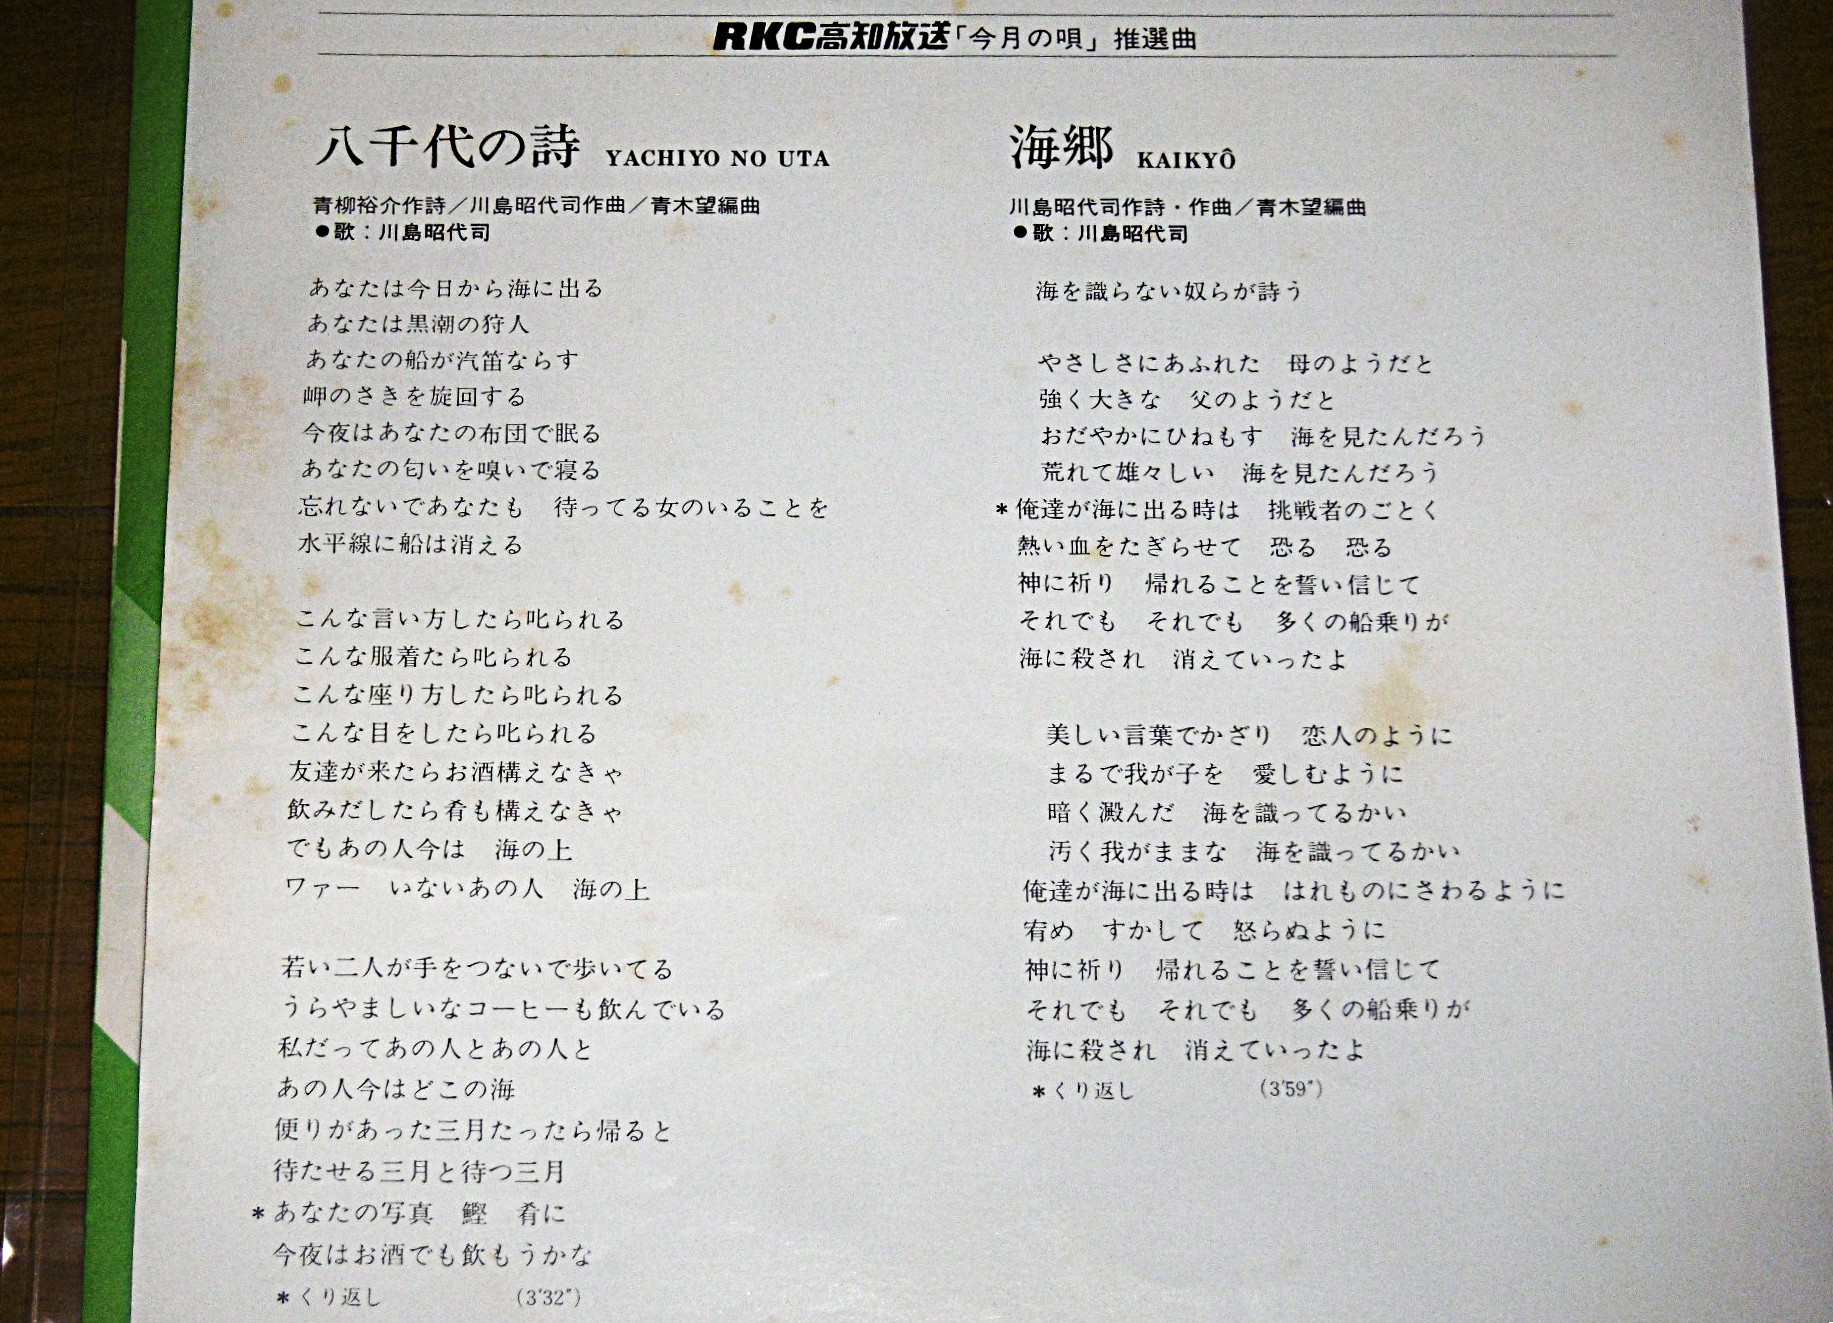 RKC高知放送「今月の唄」推選曲
八千代の詩 YACHIYO NO UTA
青柳裕介作詩／川島昭代司作曲／青木望編曲
●歌：川島昭代司
あなたは今日から海に出る
あなたは黒潮の狩人
あなたの船が汽笛ならす
岬のさきを旋回する
今夜はあなたの布団で眠る
あなたの匂いを嗅いで寝る
忘れないであなたも　待ってる女のいることを
水平線に船は消える
こんな言い方したら叱られる
こんな服着たら叱られる
こんな座り方したら叱られる
こんな目をしたら叱られる
友達が来たらお酒構えなきゃ
飲みだしたら肴も構えなきゃ
でもあの人今は　海の上
ワァー　いないあの人　海の上
若い二人が手をつないで歩いてる
うらやましいなコーヒーも飲んでいる
私だってあの人とあの人と
あの人今はどこの海
便りがあった三月たったら帰ると
待たせる三月と待つ三月
＊あなたの写真　鰹　肴に
今夜はお酒でも飲もうかな
＊くり返し　(3′32″)
海郷 KAIKYÔ
川島昭代司作詩・作曲／青木望編曲
●歌：川島昭代司
海を識らない奴らが詩う
やさしさにあふれた　母のようだと
強く大きな　父のようだと
おだやかにひねもす　海を見たんだろう
荒れて雄々しい　海を見たんだろう
＊俺達が海に出る時は　挑戦者のごとく
熱い血をたぎらせて　恐る　恐る
神に祈り　帰れることを誓い信じて
それでも　それでも　多くの船乗りが
海に殺され　消えていったよ
美しい言葉でかざり　恋人のように
まるで我が子を　愛しむように
暗く澱んだ　海を識ってるかい
汚く我がままな　海を識ってるかい
俺達が海に出る時は　はれものにさわるように
宥め　すかして　怒らぬように
神に祈り　帰れることを誓い信じて
それでも　それでも　多くの船乗りが
海に殺され　消えていったよ
＊くり返し　(3′59″)